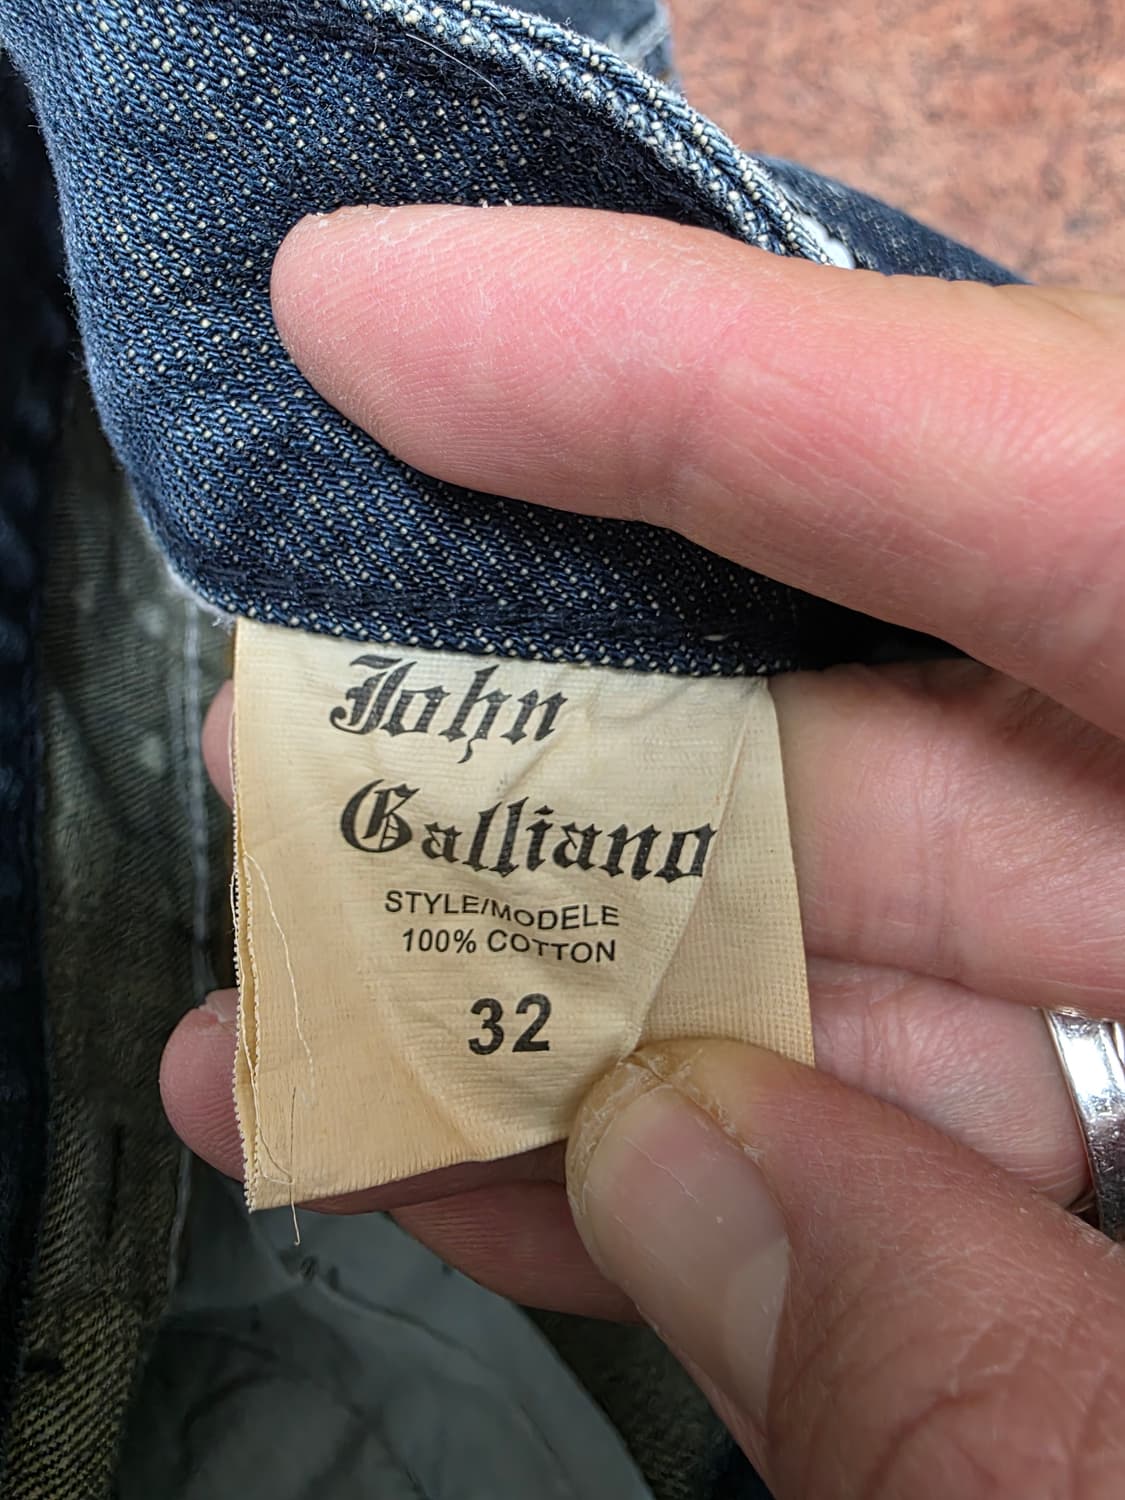 John
Galliano
STYLE/MODELE
100% COTTON
32